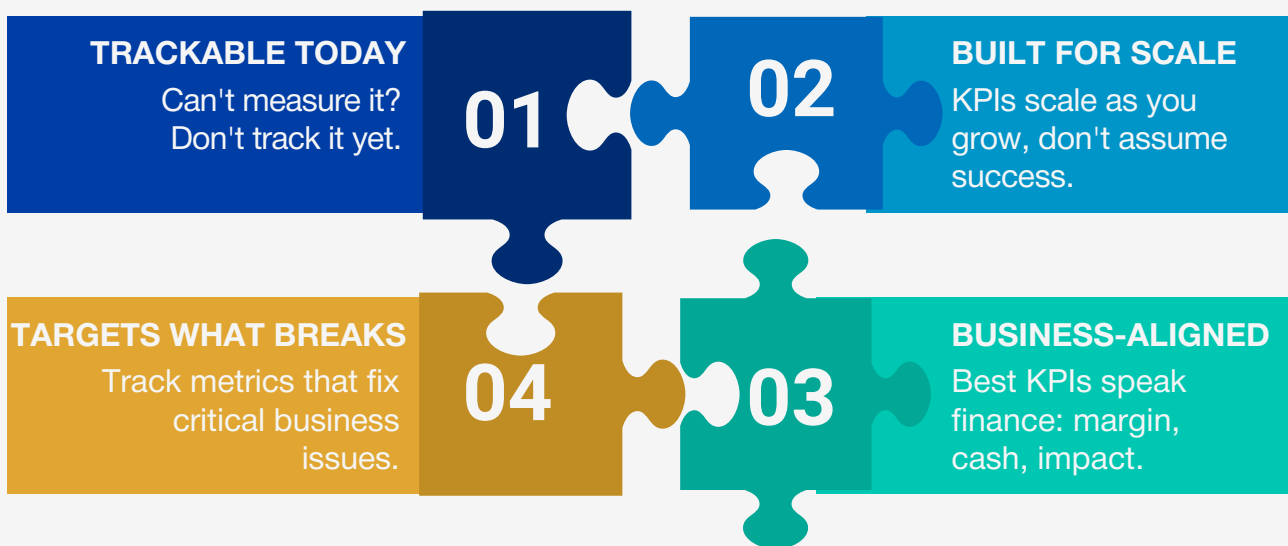 TRACKABLE TODAY
Can't measure it?
Don't track it yet.
01
02
BUILT FOR SCALE
KPIs scale as you
grow, don't assume
success.
TARGETS WHAT BREAKS
Track metrics that fix
critical business
issues.
04
03
BUSINESS-ALIGNED
Best KPIs speak
finance: margin,
cash, impact.